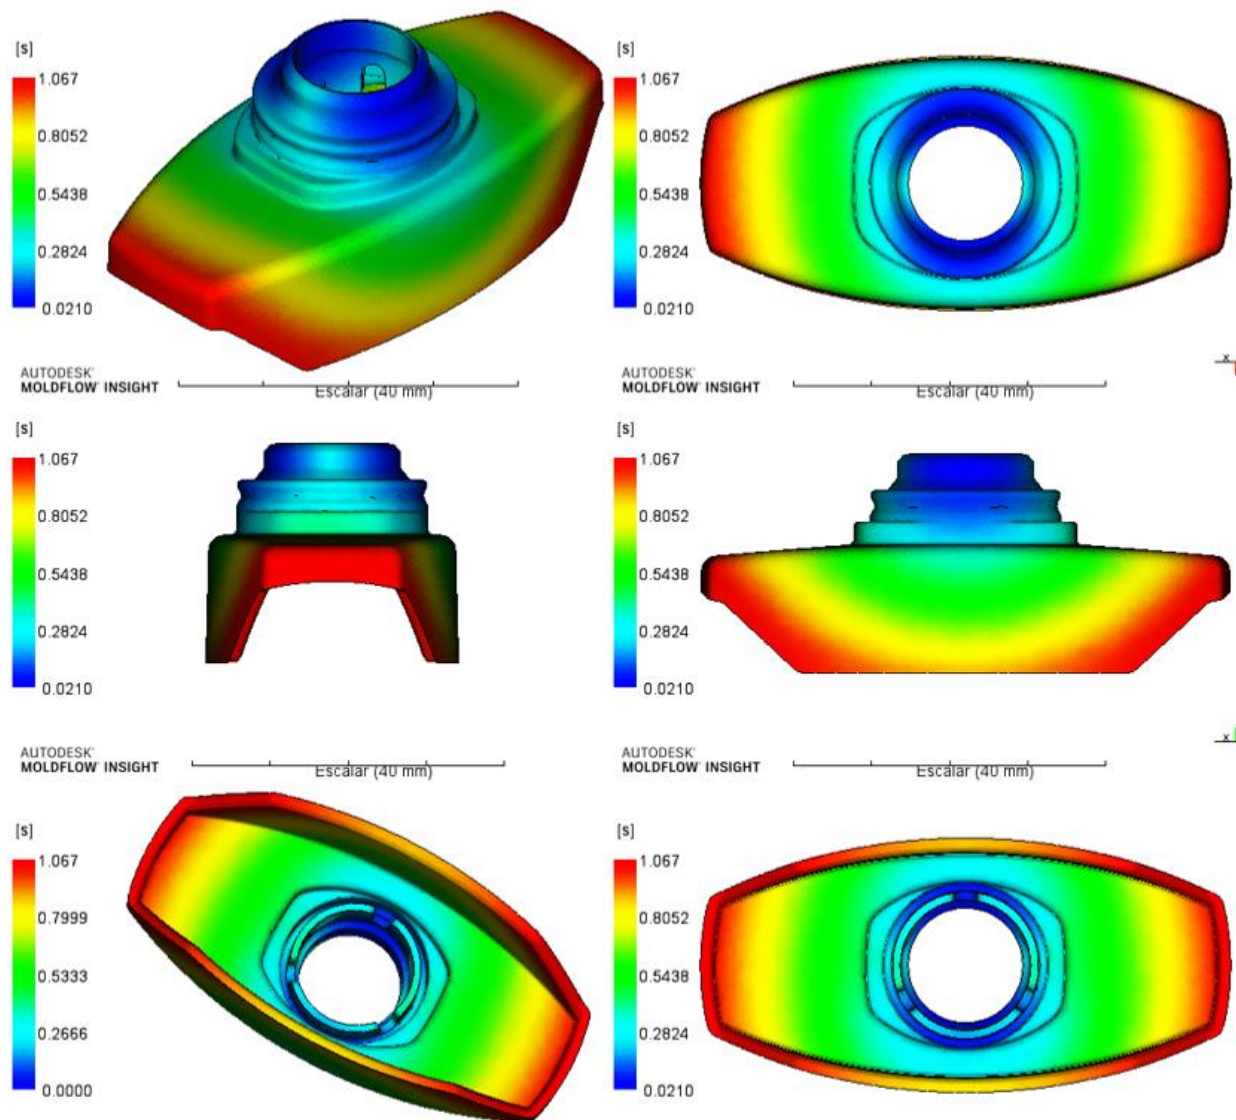 [s]
1.067
0.8052
0.5438
0.2824
0.0210
AUTODESK'
MOLDFLOW' INSIGHT
Escalar (40 mm)
[s]
1.067
0.8052
0.5438
0.2824
0.0210
AUTODESK'
MOLDFLOW' INSIGHT
Escalar (40 mm)
x
[s]
1.067
0.8052
0.5438
0.2824
0.0210
AUTODESK'
MOLDFLOW' INSIGHT
Escalar (40 mm)
[s]
1.067
0.8052
0.5438
0.2824
0.0210
AUTODESK'
MOLDFLOW' INSIGHT
Escalar (40 mm)
x
[s]
1.067
0.7999
0.5333
0.2666
0.0000
[s]
1.067
0.8052
0.5438
0.2824
0.0210